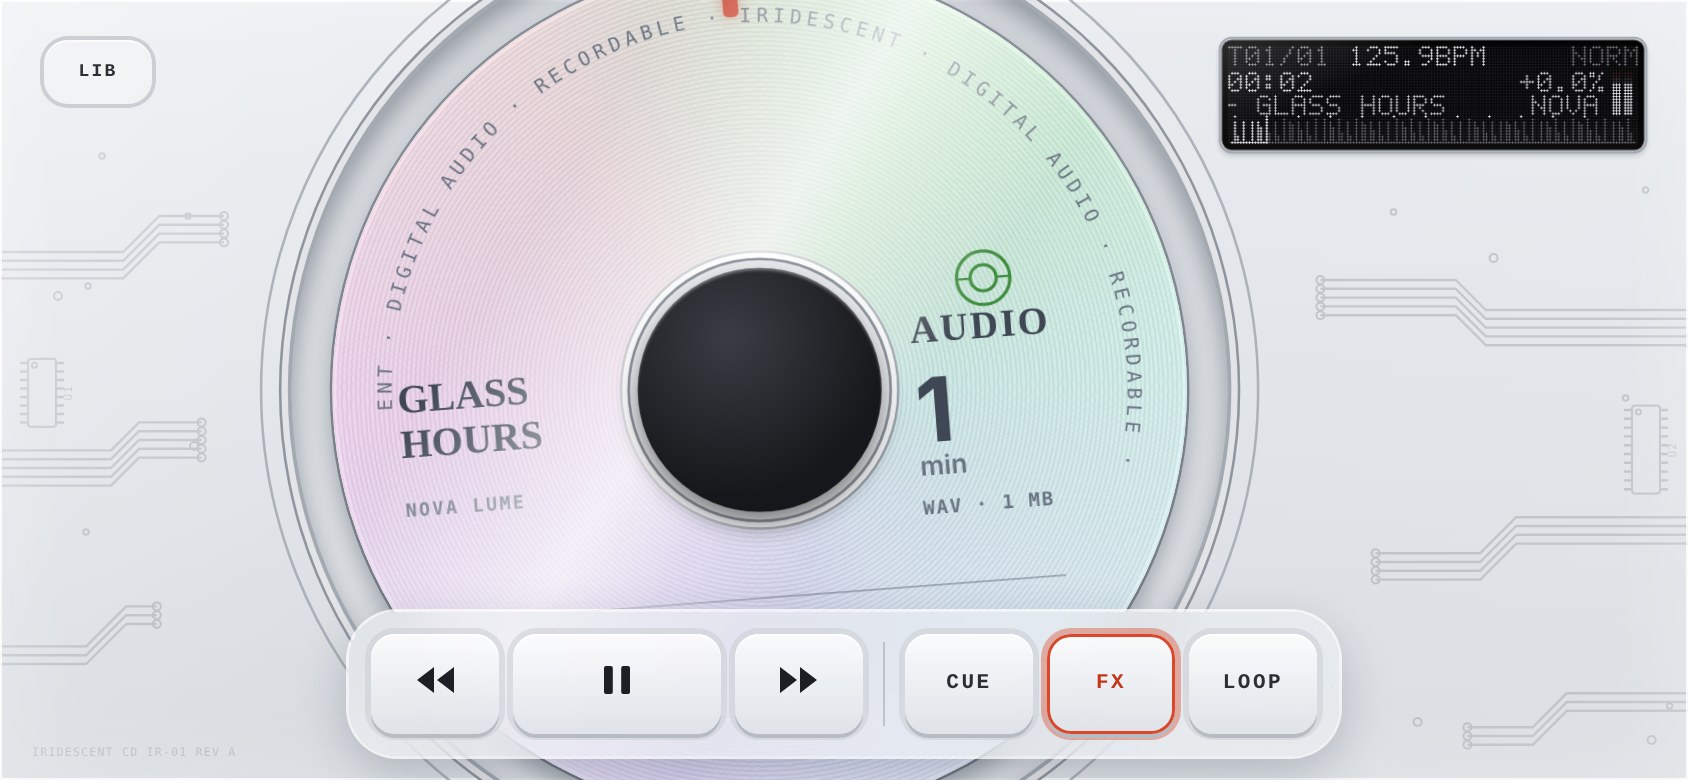 LIB
T01/01 125.9BPM NORM
00:02 +0.0%
- GLASS HOURS NOVA
ENT · DIGITAL AUDIO · RECORDABLE · IRIDESCENT · DIGITAL AUDIO · RECORDABLE ·
AUDIO
GLASS
HOURS
NOVA LUME
1
min
WAV · 1 MB
U1
U2
CUE FX LOOP
IRIDESCENT CD IR-01 REV A